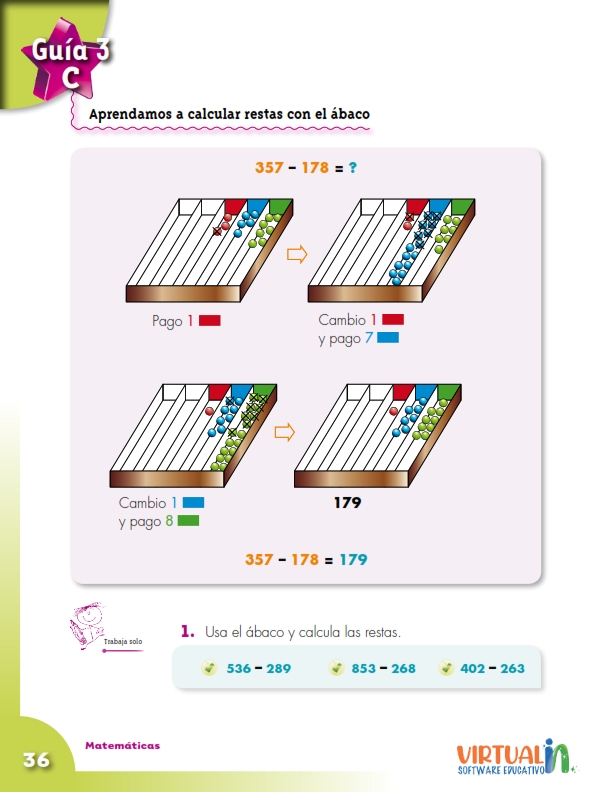 Guía 3
C
Aprendamos a calcular restas con el ábaco
357 – 178 = ?
Pago 1
Cambio 1
y pago 7
Cambio 1
y pago 8
179
357 – 178 = 179
1. Usa el ábaco y calcula las restas.
Trabaja solo
536 – 289
853 – 268
402 – 263
Matemáticas
36
VIRTUAL in
SOFTWARE EDUCATIVO